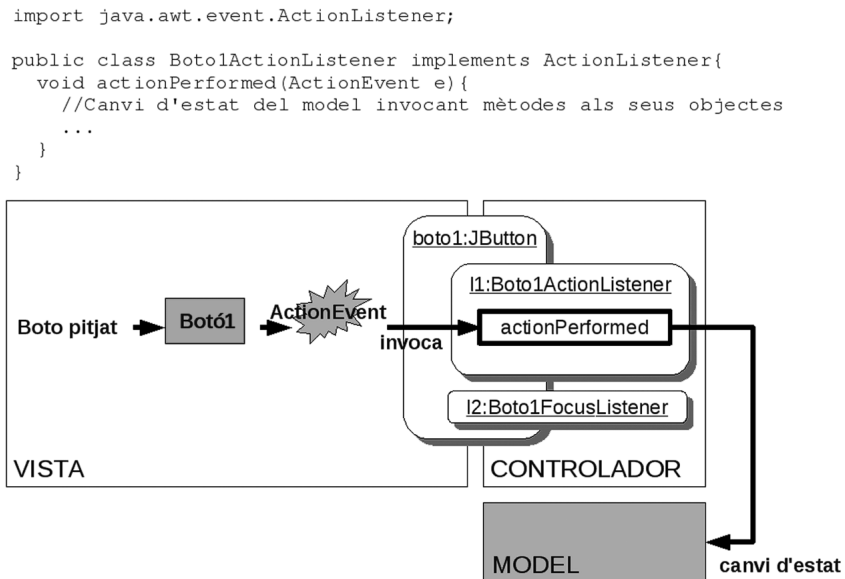 import java.awt.event.ActionListener;
public class Boto1ActionListener implements ActionListener{
void actionPerformed(ActionEvent e){
//Canvi d'estat del model invocant mètodes als seus objectes
...
}
}
boto1:JButton
l1:Boto1ActionListener
Boto pitjat
Botó1
ActionEvent
invoca
actionPerformed
l2:Boto1FocusListener
VISTA
CONTROLADOR
MODEL
canvi d'estat